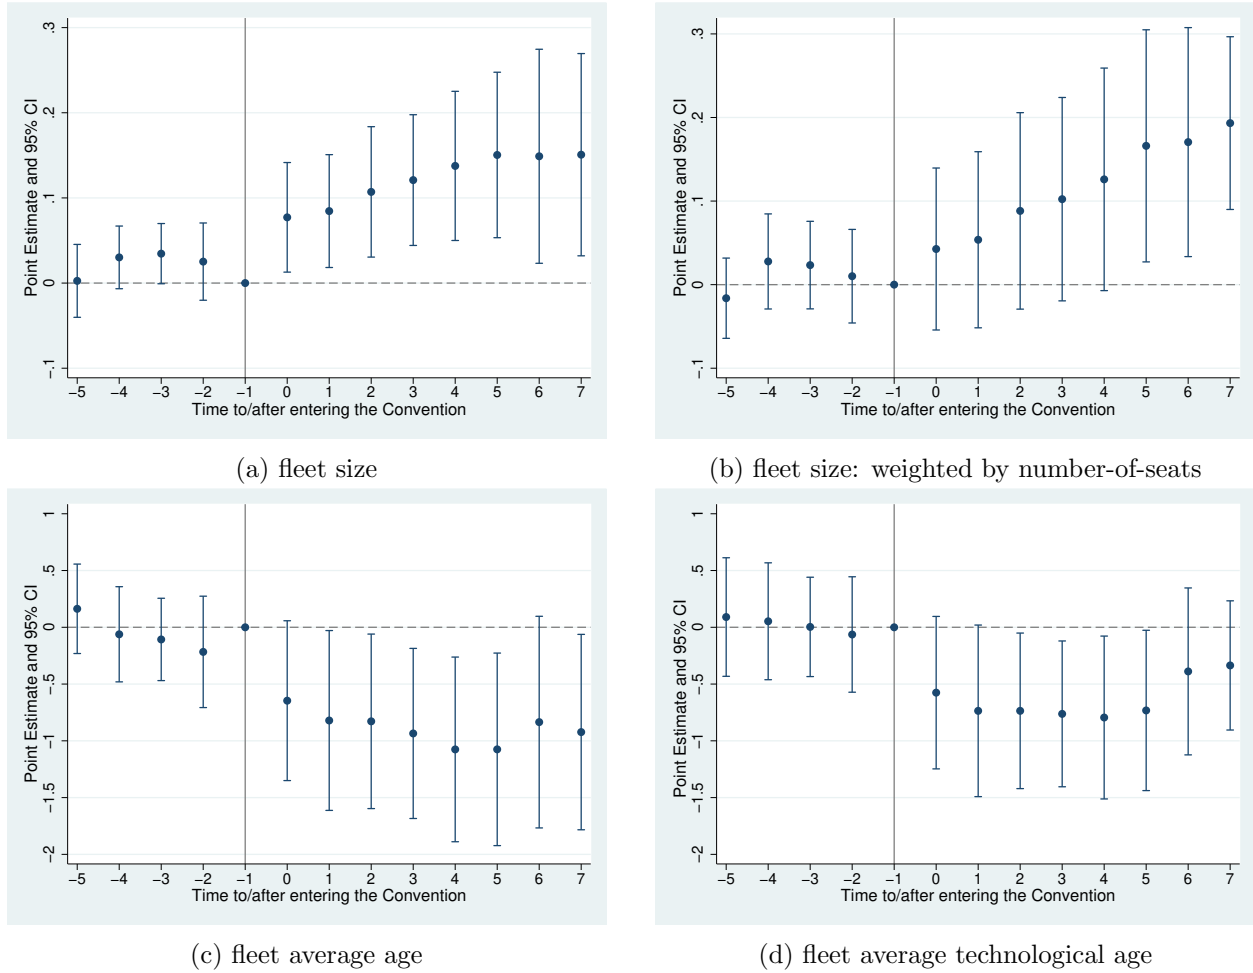 Point Estimate and 95% CI
.3
.2
.1
0
−.1
−5 −4 −3 −2 −1 0 1 2 3 4 5 6 7
Time to/after entering the Convention
(a) fleet size
Point Estimate and 95% CI
.3
.2
.1
0
−.1
−5 −4 −3 −2 −1 0 1 2 3 4 5 6 7
Time to/after entering the Convention
(b) fleet size: weighted by number-of-seats
Point Estimate and 95% CI
1
.5
0
−.5
−1
−1.5
−2
−5 −4 −3 −2 −1 0 1 2 3 4 5 6 7
Time to/after entering the Convention
(c) fleet average age
Point Estimate and 95% CI
1
.5
0
−.5
−1
−1.5
−2
−5 −4 −3 −2 −1 0 1 2 3 4 5 6 7
Time to/after entering the Convention
(d) fleet average technological age